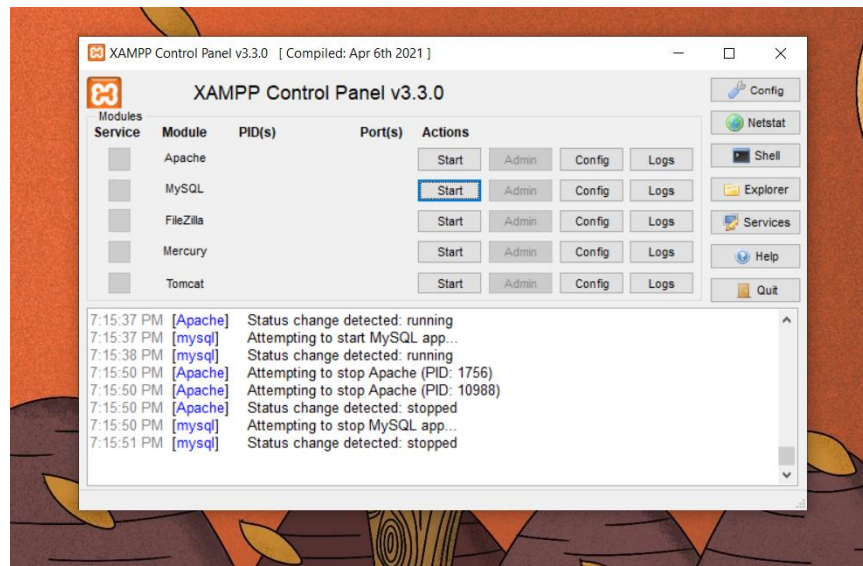 XAMPP Control Panel v3.3.0 [ Compiled: Apr 6th 2021 ]
XAMPP Control Panel v3.3.0
Config
Modules
Service Module PID(s) Port(s) Actions
Netstat
Apache Start Admin Config Logs
Shell
MySQL Start Admin Config Logs
Explorer
FileZilla Start Admin Config Logs
Services
Mercury Start Admin Config Logs
Help
Tomcat Start Admin Config Logs
Quit
7:15:37 PM [Apache] Status change detected: running
7:15:37 PM [mysql] Attempting to start MySQL app...
7:15:38 PM [mysql] Status change detected: running
7:15:50 PM [Apache] Attempting to stop Apache (PID: 1756)
7:15:50 PM [Apache] Attempting to stop Apache (PID: 10988)
7:15:50 PM [Apache] Status change detected: stopped
7:15:50 PM [mysql] Attempting to stop MySQL app...
7:15:51 PM [mysql] Status change detected: stopped